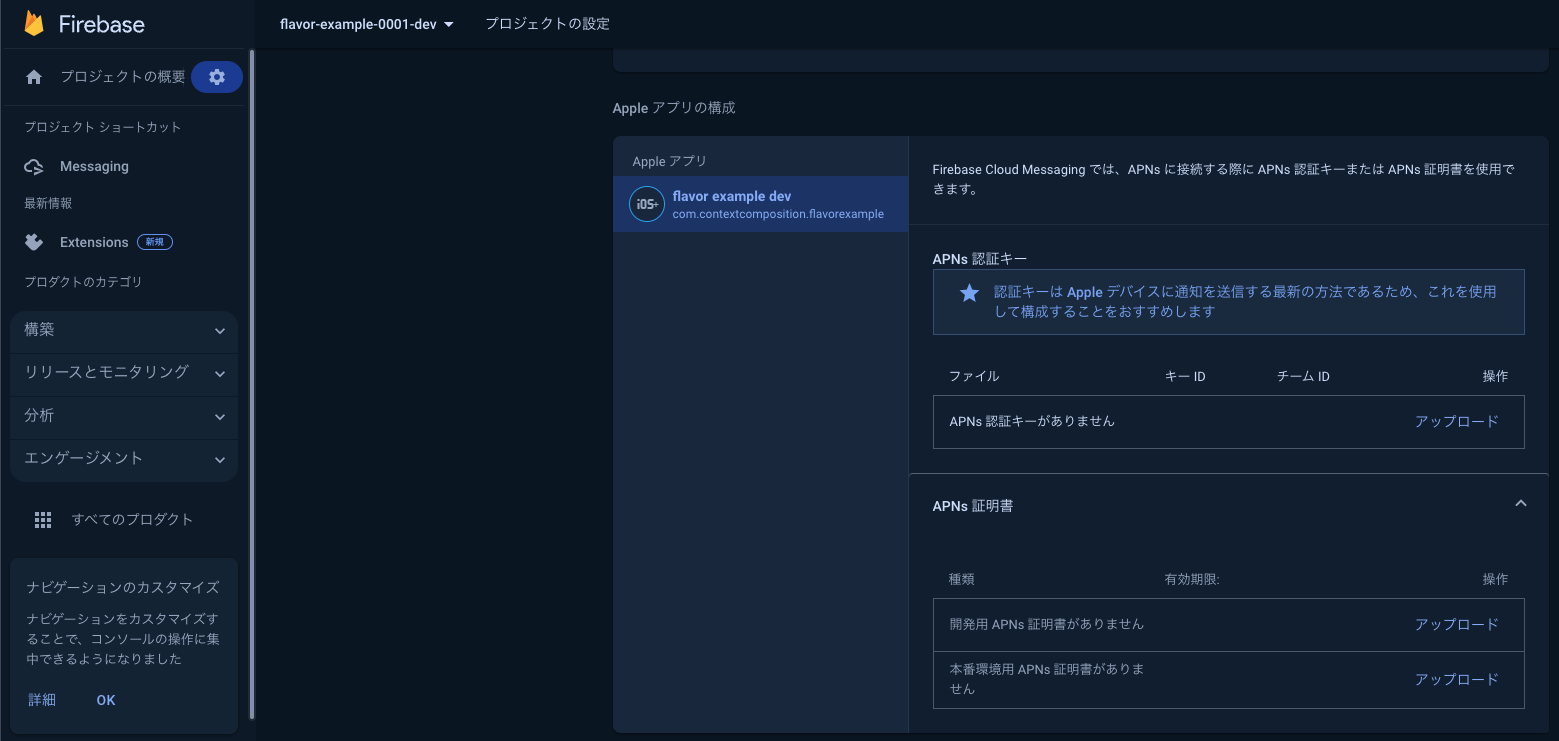 Firebase
flavor-example-0001-dev
プロジェクトの設定
プロジェクトの概要
プロジェクト ショートカット
Messaging
最新情報
Extensions 新規
プロダクトのカテゴリ
構築
リリースとモニタリング
分析
エンゲージメント
すべてのプロダクト
ナビゲーションのカスタマイズ
ナビゲーションをカスタマイズす
ることで、コンソールの操作に集
中できるようになりました
詳細 OK
Apple アプリの構成
Apple アプリ
iOS+
flavor example dev
com.contextcomposition.flavorexample
Firebase Cloud Messaging では、APNs に接続する際に APNs 認証キーまたは APNs 証明書を使用で
きます。
APNs 認証キー
認証キーは Apple デバイスに通知を送信する最新の方法であるため、これを使用
して構成することをおすすめします
ファイル キー ID チーム ID 操作
APNs 認証キーがありません アップロード
APNs 証明書
種類 有効期限: 操作
開発用 APNs 証明書がありません アップロード
本番環境用 APNs 証明書がありま
せん
アップロード